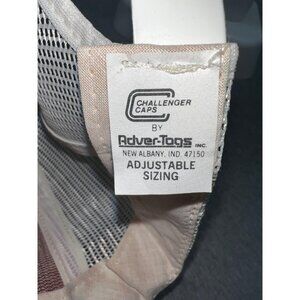 CHALLENGER
CAPS
BY
Adver-Togs INC.
NEW ALBANY, IND. 47150
ADJUSTABLE
SIZING